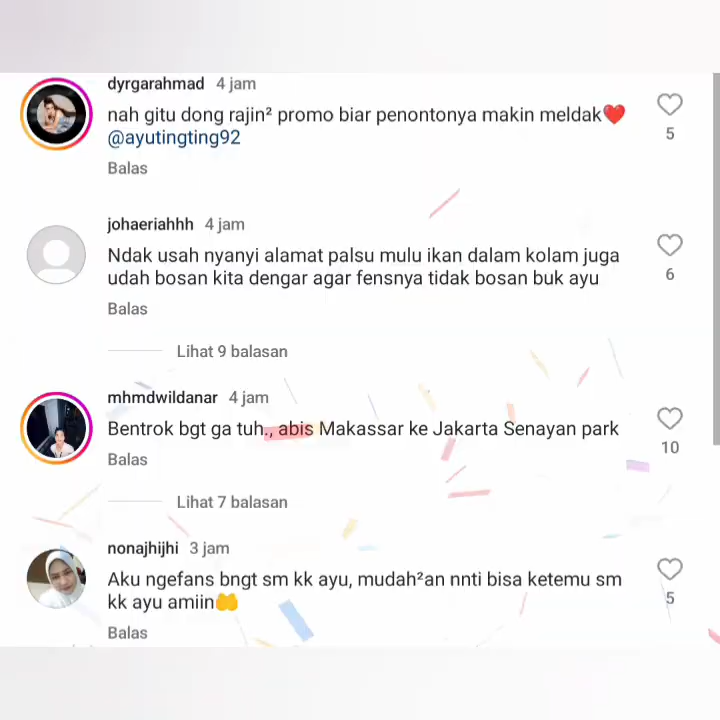 dyrgarahmad 4 jam
nah gitu dong rajin² promo biar penontonya makin meldak❤️
@ayutingting92
5
Balas
johaeriahhh 4 jam
Ndak usah nyanyi alamat palsu mulu ikan dalam kolam juga
udah bosan kita dengar agar fensnya tidak bosan buk ayu
6
Balas
Lihat 9 balasan
mhmdwildanar 4 jam
Bentrok bgt ga tuh., abis Makassar ke Jakarta Senayan park
10
Balas
Lihat 7 balasan
nonajhijhi 3 jam
Aku ngefans bngt sm kk ayu, mudah²an nnti bisa ketemu sm
kk ayu amiin🤲
5
Balas